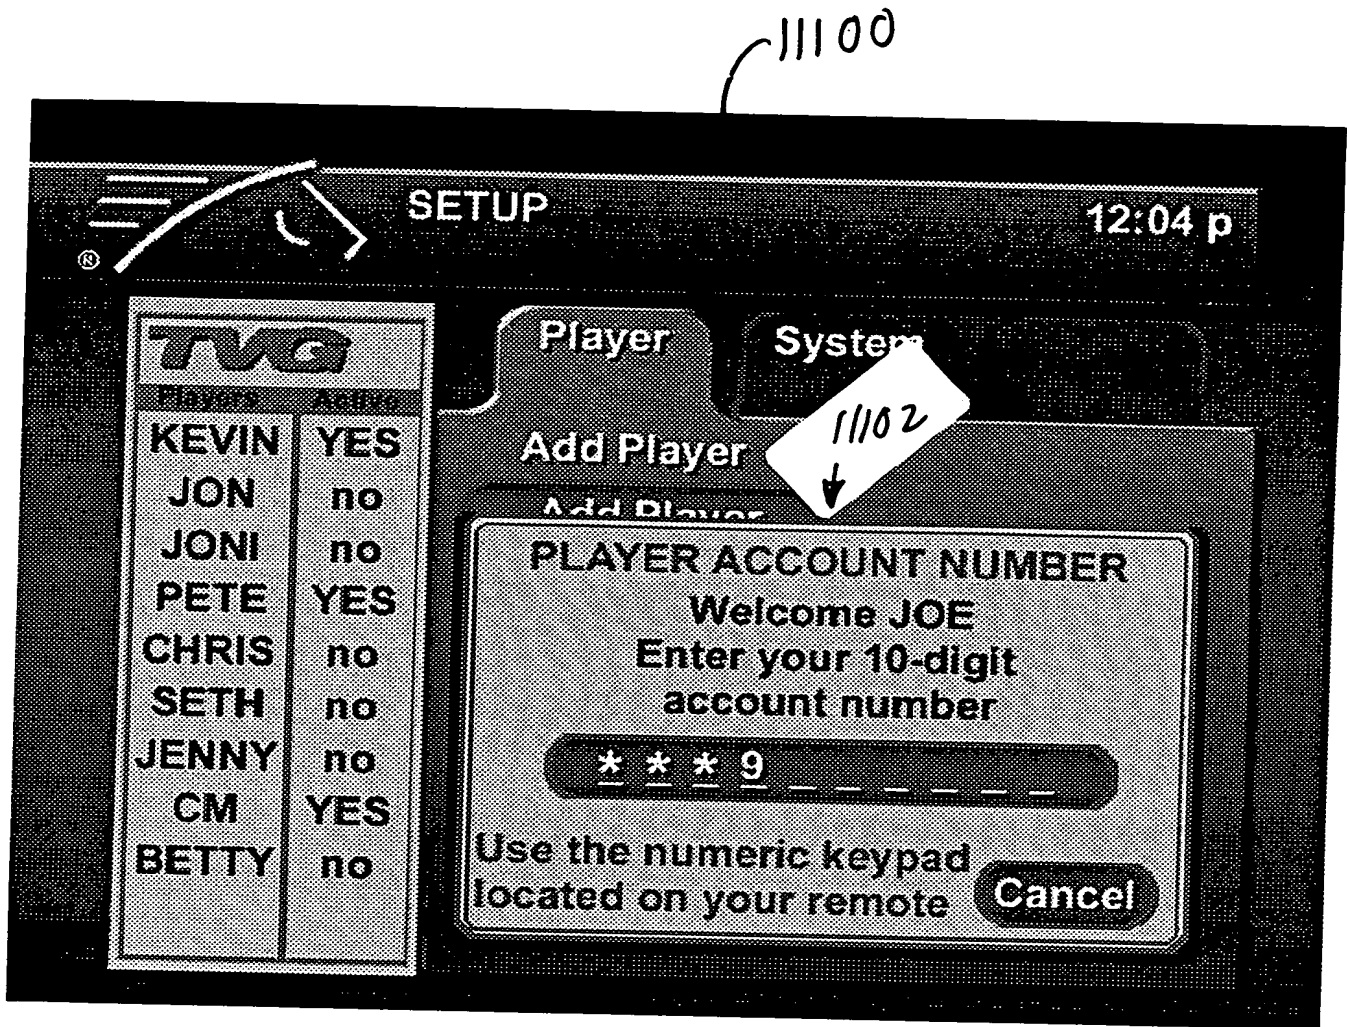 11100
SETUP
12:04 p
®
TVG
Player
System
Players Active
11102
KEVIN YES
Add Player
JON no
Add Player
JONI no
PLAYER ACCOUNT NUMBER
PETE YES
Welcome JOE
CHRIS no
Enter your 10-digit
SETH no
account number
JENNY no
* * * 9 _ _ _ _ _ _
CM YES
BETTY no
Use the numeric keypad
located on your remote
Cancel